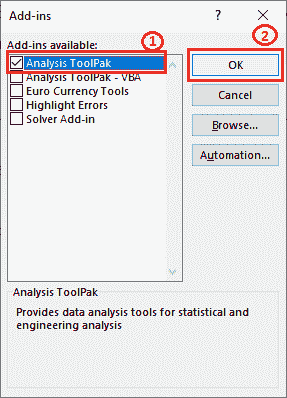 Add-ins ? ×
Add-ins available: 1 2
Analysis ToolPak
Analysis ToolPak - VBA
Euro Currency Tools
Highlight Errors
Solver Add-in
OK
Cancel
Browse...
Automation...
Analysis ToolPak
Provides data analysis tools for statistical and
engineering analysis